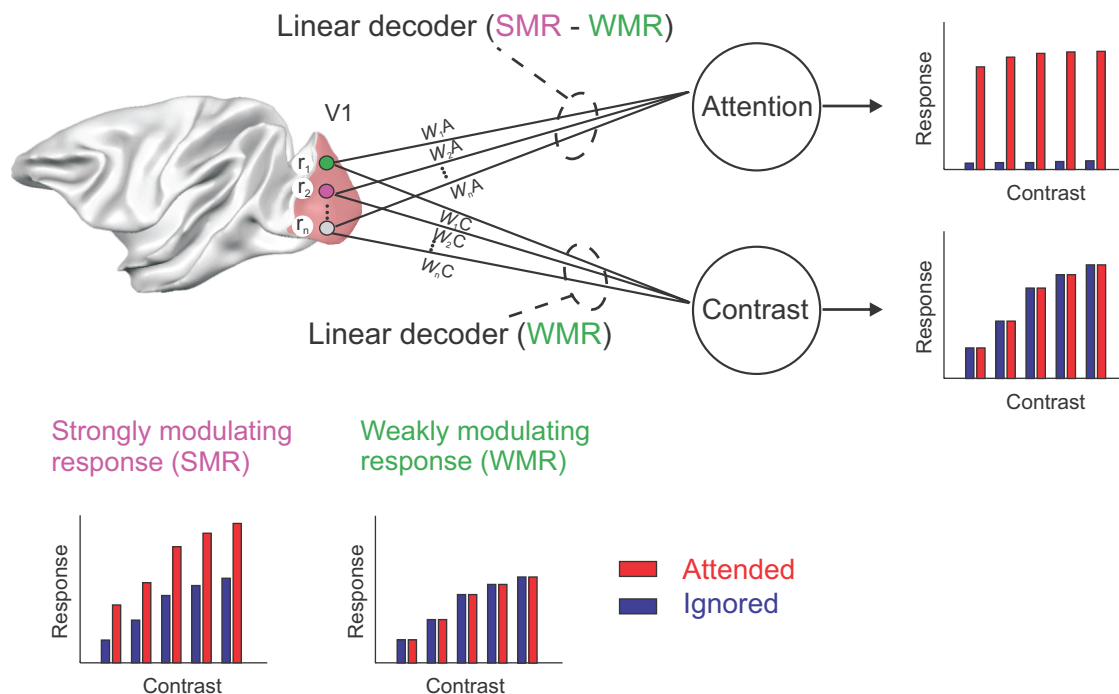 Linear decoder (SMR - WMR)
V1
r1
r2
rn
W1A
W2A
WnA
W1C
W2C
WnC
Attention
Response
Contrast
Contrast
Response
Contrast
Linear decoder (WMR)
Strongly modulating
response (SMR)
Response
Contrast
Weakly modulating
response (WMR)
Response
Contrast
Attended
Ignored